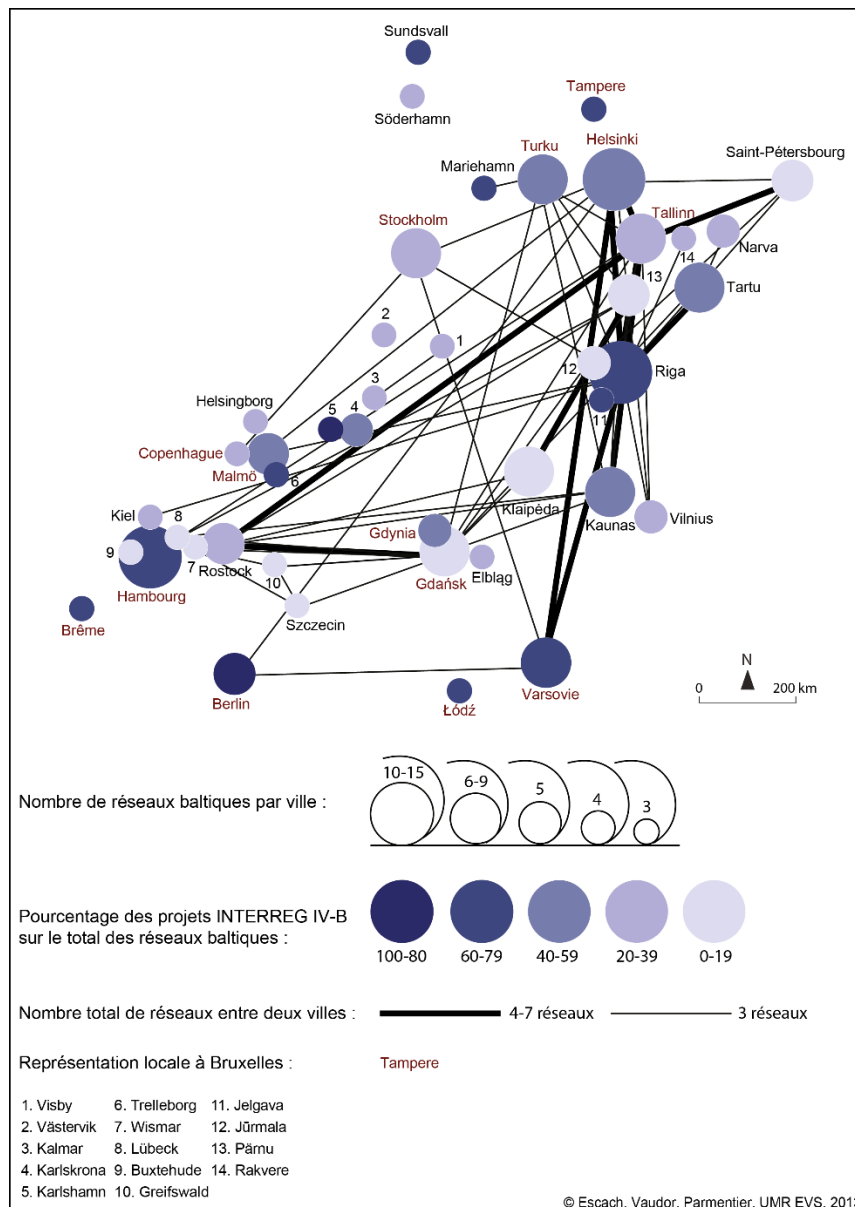 Sundsvall
Tampere
Söderhamn
Turku
Helsinki
Saint-Pétersbourg
Mariehamn
Stockholm
Tallinn
14
Narva
13
Tartu
2
1
12
Riga
3
11
Helsingborg
5
4
Copenhague
Malmö
6
Klaipėda
Kaunas
Vilnius
Kiel
8
Gdynia
9
7
Rostock
10
Gdańsk
Elbląg
Hambourg
Szczecin
Brême
Berlin
Varsovie
Łódź
N
0 200 km
Nombre de réseaux baltiques par ville :
10-15 6-9 5 4 3
Pourcentage des projets INTERREG IV-B
sur le total des réseaux baltiques :
100-80 60-79 40-59 20-39 0-19
Nombre total de réseaux entre deux villes : 4-7 réseaux 3 réseaux
Représentation locale à Bruxelles : Tampere
1. Visby 6. Trelleborg 11. Jelgava
2. Västervik 7. Wismar 12. Jūrmala
3. Kalmar 8. Lübeck 13. Pärnu
4. Karlskrona 9. Buxtehude 14. Rakvere
5. Karlshamn 10. Greifswald
© Escach, Vaudor, Parmentier, UMR EVS,